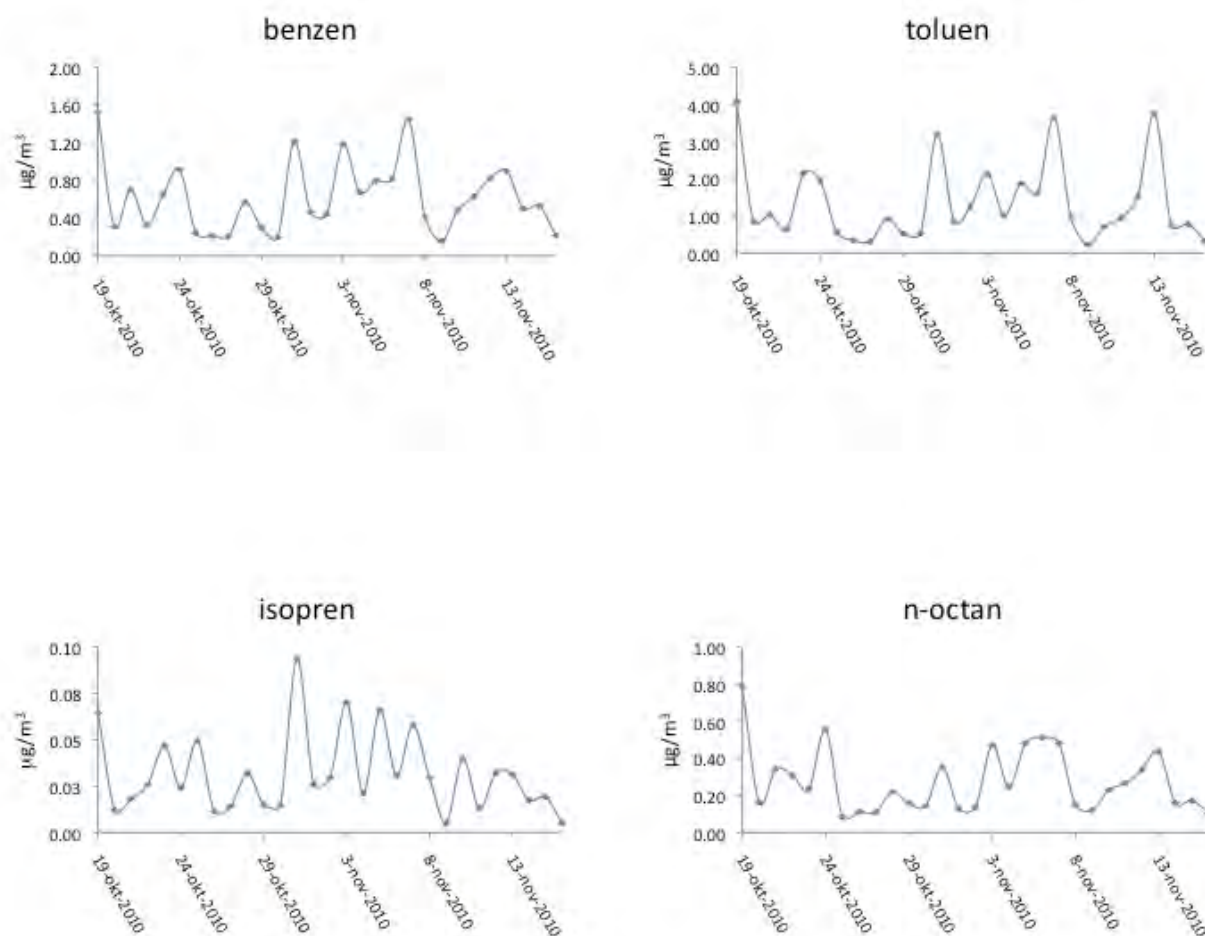 benzen
2.00
1.60
1.20
0.80
0.40
0.00
µg/m³
19-okt-2010
24-okt-2010
29-okt-2010
3-nov-2010
8-nov-2010
13-nov-2010
toluen
5.00
4.00
3.00
2.00
1.00
0.00
µg/m³
19-okt-2010
24-okt-2010
29-okt-2010
3-nov-2010
8-nov-2010
13-nov-2010
isopren
0.10
0.08
0.05
0.03
0.00
µg/m³
19-okt-2010
24-okt-2010
29-okt-2010
3-nov-2010
8-nov-2010
13-nov-2010
n-octan
1.00
0.80
0.60
0.40
0.20
0.00
µg/m³
19-okt-2010
24-okt-2010
29-okt-2010
3-nov-2010
8-nov-2010
13-nov-2010